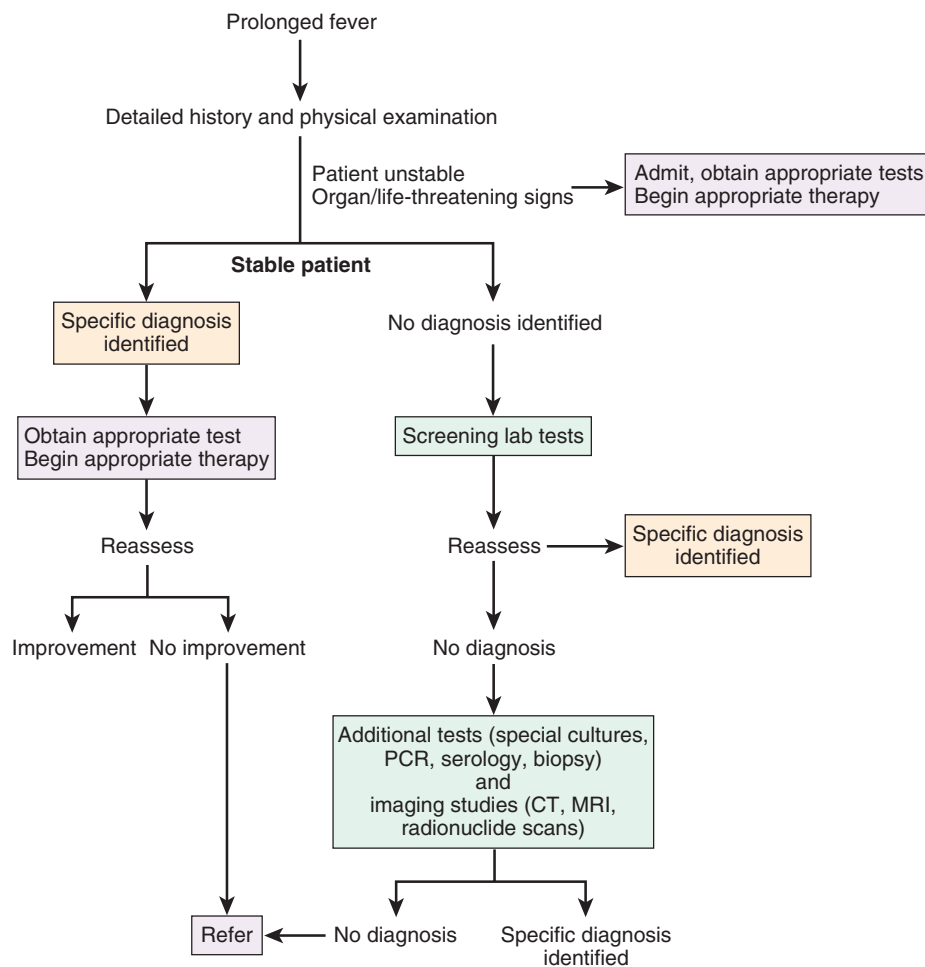 Prolonged fever
Detailed history and physical examination
Patient unstable
Organ/life-threatening signs
Admit, obtain appropriate tests
Begin appropriate therapy
Stable patient
Specific diagnosis
identified
No diagnosis identified
Obtain appropriate test
Begin appropriate therapy
Screening lab tests
Reassess
Reassess
Specific diagnosis
identified
Improvement
No improvement
No diagnosis
Additional tests (special cultures,
PCR, serology, biopsy)
and
imaging studies (CT, MRI,
radionuclide scans)
Refer
No diagnosis
Specific diagnosis
identified